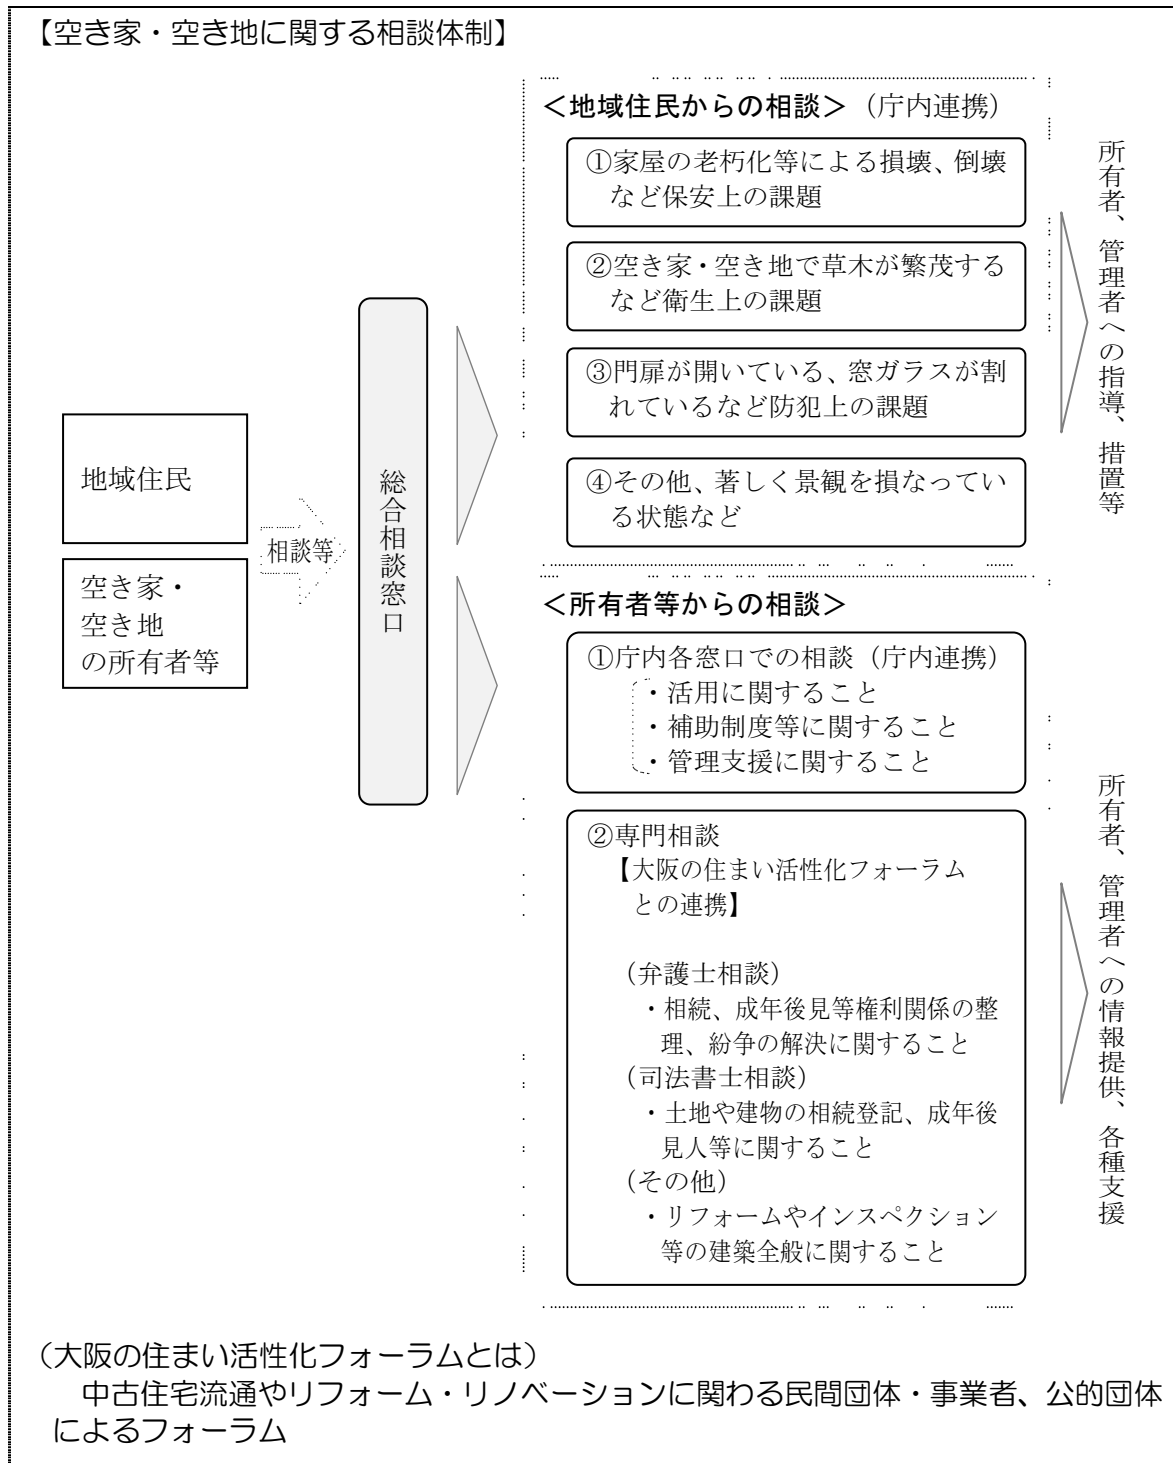 【空き家・空き地に関する相談体制】
地域住民
空き家・
空き地
の所有者等
相談等
総合相談窓口
<地域住民からの相談>（庁内連携）
①家屋の老朽化等による損壊、倒壊
など保安上の課題
②空き家・空き地で草木が繁茂する
など衛生上の課題
③門扉が開いている、窓ガラスが割
れているなど防犯上の課題
④その他、著しく景観を損なってい
る状態など
所有者、管理者への指導、措置等
<所有者等からの相談>
①庁内各窓口での相談（庁内連携）
・活用に関すること
・補助制度等に関すること
・管理支援に関すること
②専門相談
【大阪の住まい活性化フォーラム
との連携】
（弁護士相談）
・相続、成年後見等権利関係の整
理、紛争の解決に関すること
（司法書士相談）
・土地や建物の相続登記、成年後
見人等に関すること
（その他）
・リフォームやインスペクション
等の建築全般に関すること
所有者、管理者への情報提供、各種支援
（大阪の住まい活性化フォーラムとは）
中古住宅流通やリフォーム・リノベーションに関わる民間団体・事業者、公的団体
によるフォーラム